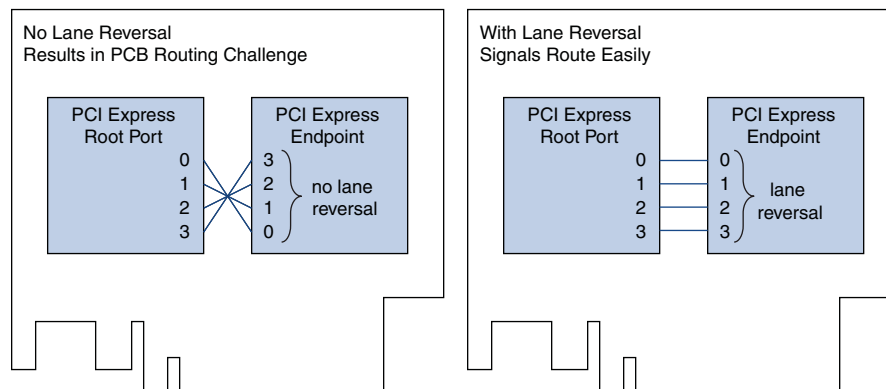 No Lane Reversal
Results in PCB Routing Challenge
PCI Express
Root Port
0
1
2
3
PCI Express
Endpoint
3
2
1
0
no lane
reversal
With Lane Reversal
Signals Route Easily
PCI Express
Root Port
0
1
2
3
PCI Express
Endpoint
0
1
2
3
lane
reversal